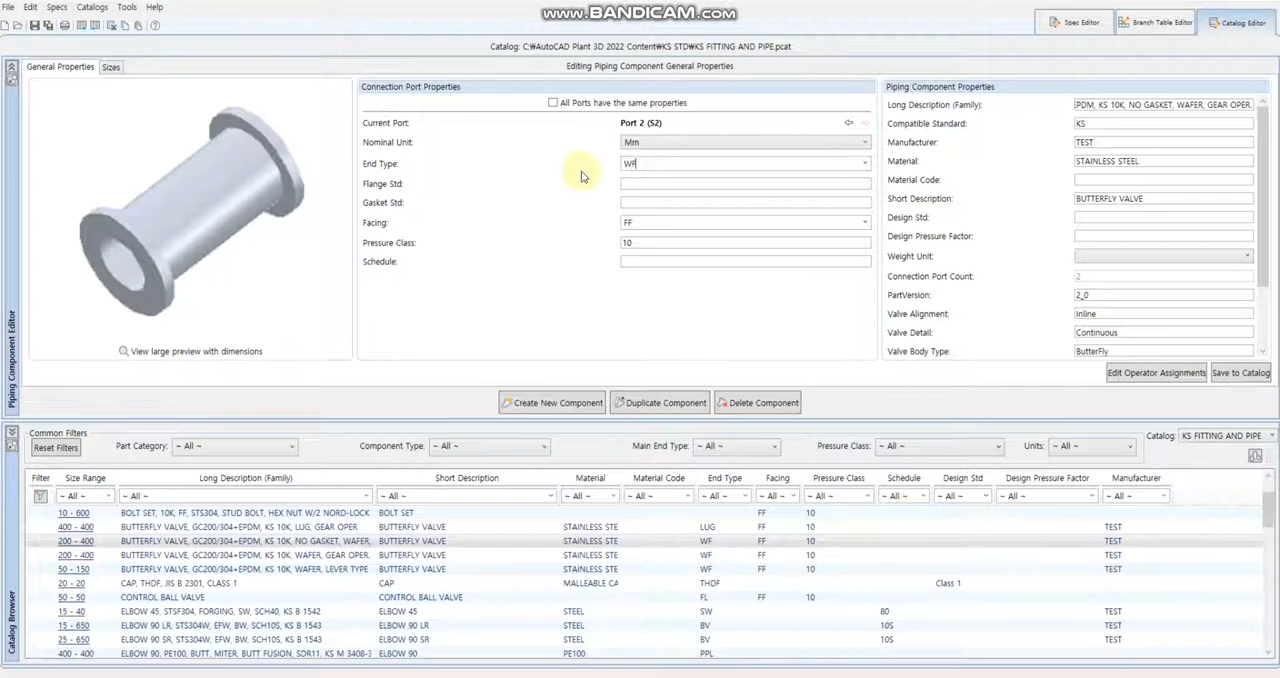 www.BANDICAM.com
File Edit Specs Catalogs Tools Help
Spec Editor Branch Table Editor Catalog Editor
Catalog: C:₩AutoCAD Plant 3D 2022 Content₩KS STD₩KS FITTING AND PIPE.pcat
General Properties Sizes
Editing Piping Component General Properties
Connection Port Properties
All Ports have the same properties
Current Port: Port 2 (S2)
Nominal Unit: Mm
End Type: WF
Flange Std:
Gasket Std:
Facing: FF
Pressure Class: 10
Schedule:
Piping Component Properties
Long Description (Family): PDM, KS 10K, NO GASKET, WAFER, GEAR OPER.
Compatible Standard: KS
Manufacturer: TEST
Material: STAINLESS STEEL
Material Code:
Short Description: BUTTERFLY VALVE
Design Std:
Design Pressure Factor:
Weight Unit:
Connection Port Count: 2
PartVersion: 2_0
Valve Alignment: Inline
Valve Detail: Continuous
Valve Body Type: ButterFly
View large preview with dimensions
Edit Operator Assignments Save to Catalog
Piping Component Editor
Create New Component Duplicate Component Delete Component
Common Filters
Reset Filters Part Category: ~ All ~ Component Type: ~ All ~ Main End Type: ~ All ~ Pressure Class: ~ All ~ Units: ~ All ~ Catalog: KS FITTING AND PIPE
Filter Size Range Long Description (Family) Short Description Material Material Code End Type Facing Pressure Class Schedule Design Std Design Pressure Factor Manufacturer
~ All ~ ~ All ~ ~ All ~ ~ All ~ ~ All ~ ~ All ~ ~ All ~ ~ All ~ ~ All ~ ~ All ~ ~ All ~ ~ All ~
10 - 600 BOLT SET, 10K, FF, STS304, STUD BOLT, HEX NUT W/2 NORD-LOCK BOLT SET FF 10
400 - 400 BUTTERFLY VALVE, GC200/304+EPDM, KS 10K, LUG, GEAR OPER BUTTERFLY VALVE STAINLESS STE LUG FF 10 TEST
200 - 400 BUTTERFLY VALVE, GC200/304+EPDM, KS 10K, NO GASKET, WAFER, BUTTERFLY VALVE STAINLESS STE WF FF 10 TEST
200 - 400 BUTTERFLY VALVE, GC200/304+EPDM, KS 10K, WAFER, GEAR OPER. BUTTERFLY VALVE STAINLESS STE WF FF 10 TEST
50 - 150 BUTTERFLY VALVE, GC200/304+EPDM, KS 10K, WAFER, LEVER TYPE BUTTERFLY VALVE STAINLESS STE WF FF 10 TEST
20 - 20 CAP, THDF, JIS B 2301, CLASS 1 CAP MALLEABLE CA THDF Class 1
50 - 50 CONTROL BALL VALVE CONTROL BALL VALVE FL FF 10
15 - 40 ELBOW 45, STSF304, FORGING, SW, SCH40, KS B 1542 ELBOW 45 STEEL SW 80 TEST
15 - 650 ELBOW 90 LR, STS304W, EFW, BW, SCH10S, KS B 1543 ELBOW 90 LR STEEL BV 10S TEST
25 - 650 ELBOW 90 SR, STS304W, EFW, BW, SCH10S, KS B 1543 ELBOW 90 SR STEEL BV 10S TEST
400 - 400 ELBOW 90, PE100, BUTT, MITER, BUTT FUSION, SDR11, KS M 3408-3 ELBOW 90 PE100 PPL
Catalog Browser